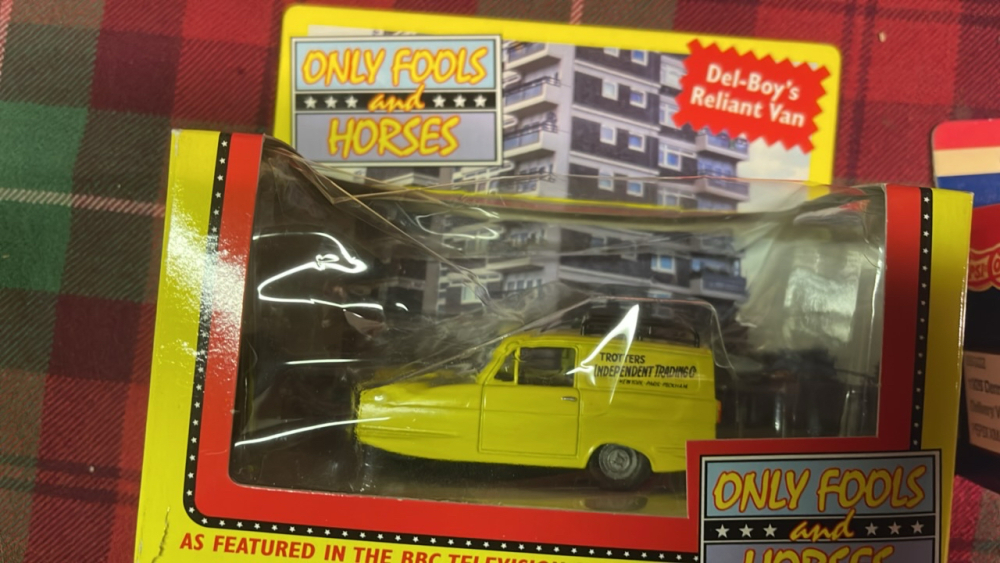 ONLY FOOLS
and
HORSES
Del-Boy's
Reliant Van
TROTTERS
INDEPENDENT TRADING Co
NEW YORK - PARIS - PECKHAM
ONLY FOOLS
and
HORSES
AS FEATURED IN THE BBC TELEVISION